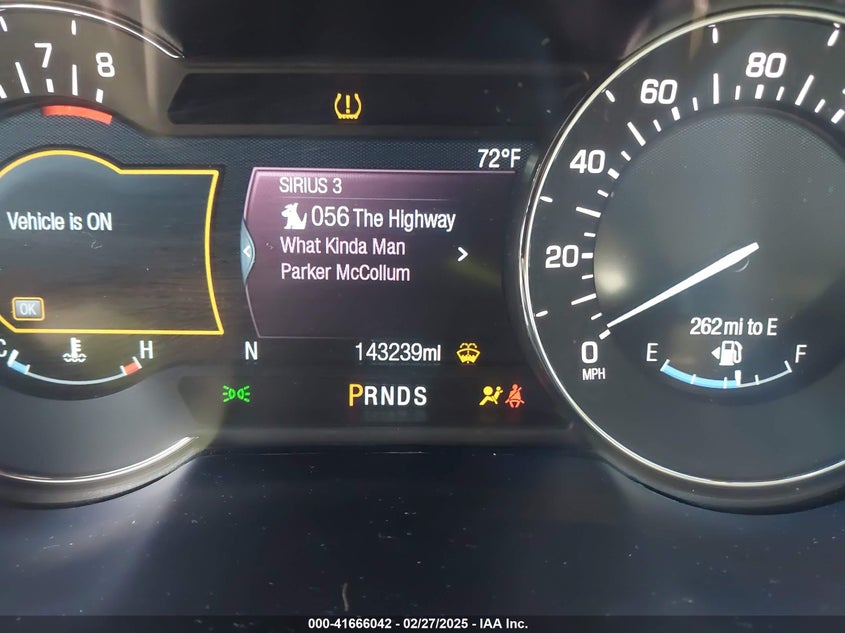 7 8
60 80
72°F
40
SIRIUS 3
Vehicle is ON
056 The Highway
What Kinda Man
Parker McCollum
20
OK
262 mi to E
C H
N
143239mi
0
MPH
E F
PRNDS
000-41666042 / 02/27/2025 - IAA Inc.